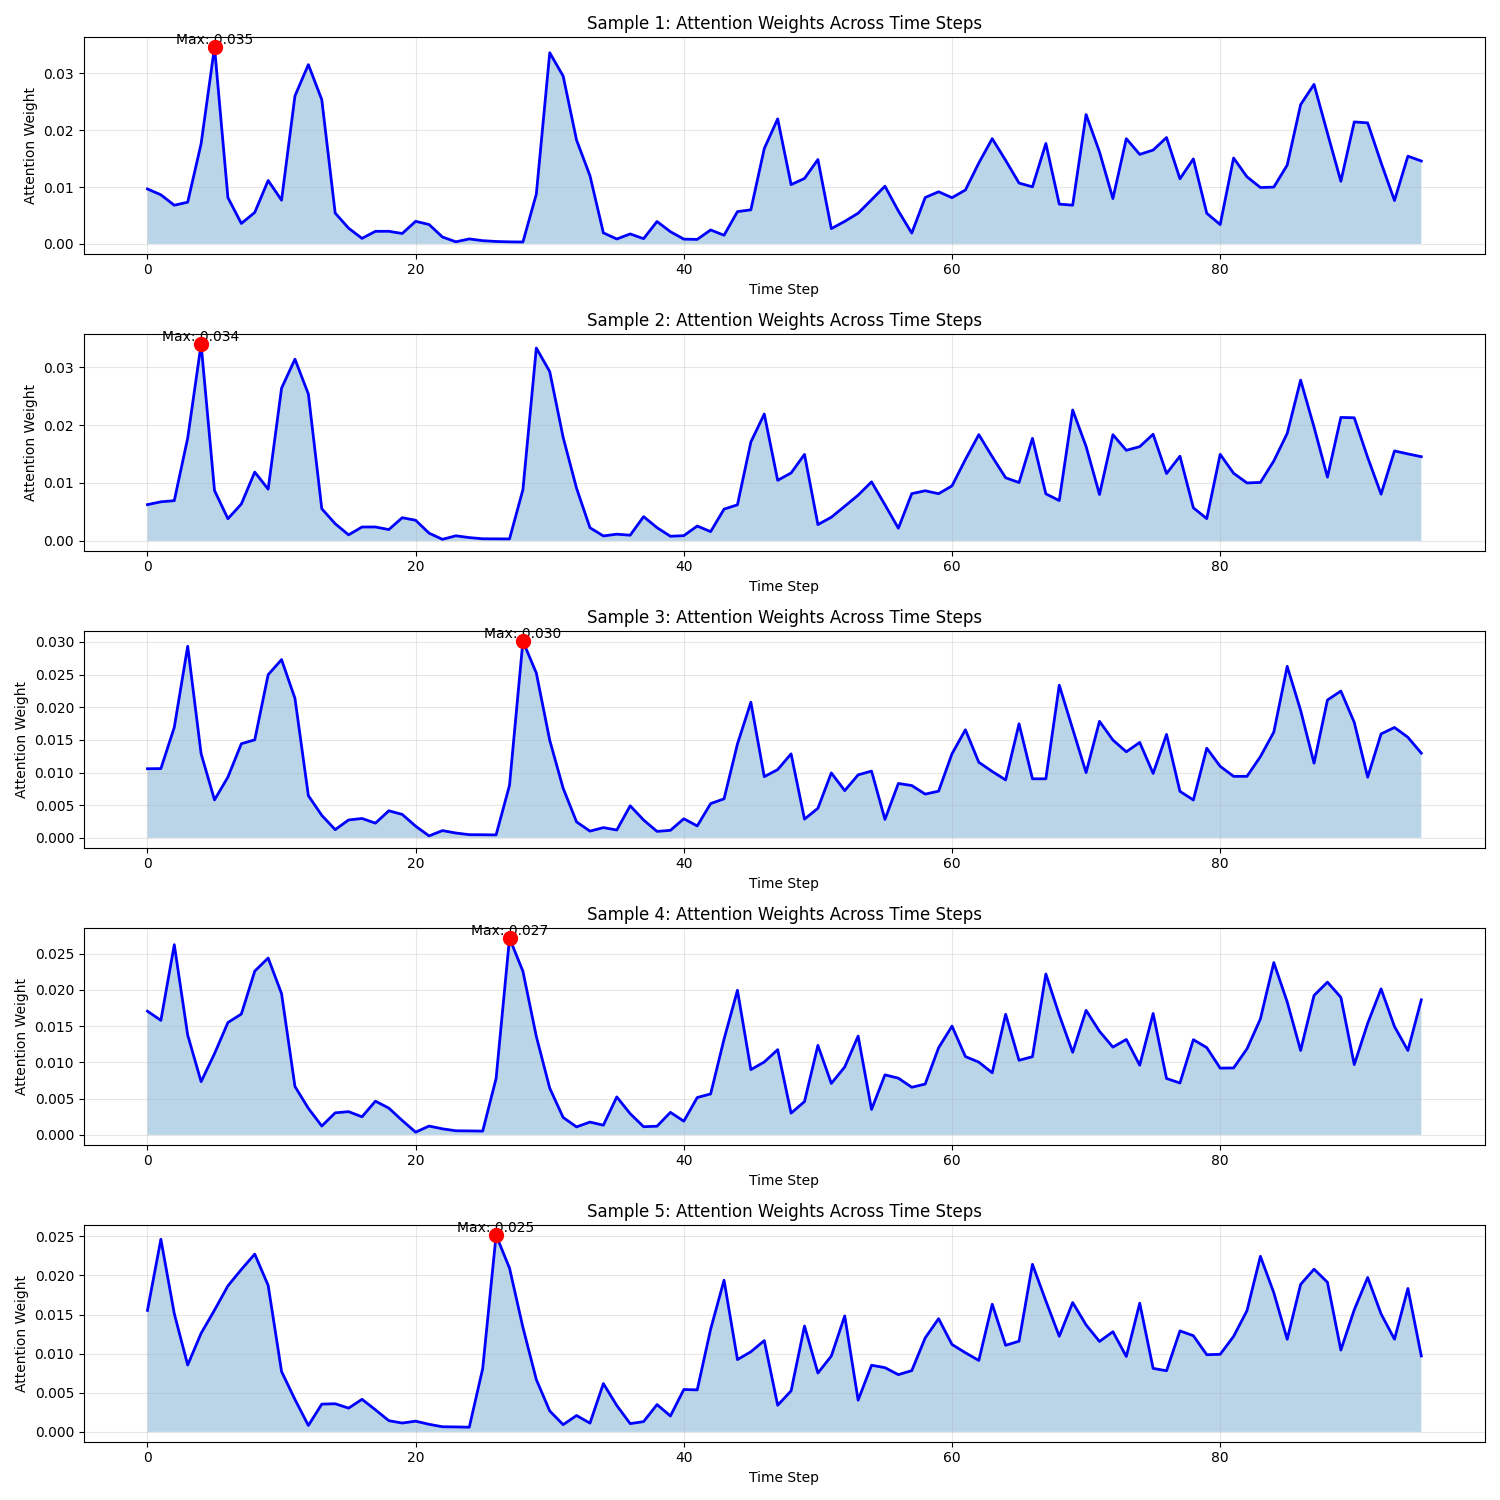 Sample 1: Attention Weights Across Time Steps
Max: 0.035
Attention Weight
0.03
0.02
0.01
0.00
0 20 40 60 80
Time Step
Sample 2: Attention Weights Across Time Steps
Max: 0.034
Attention Weight
0.03
0.02
0.01
0.00
0 20 40 60 80
Time Step
Sample 3: Attention Weights Across Time Steps
Max: 0.030
Attention Weight
0.030
0.025
0.020
0.015
0.010
0.005
0.000
0 20 40 60 80
Time Step
Sample 4: Attention Weights Across Time Steps
Max: 0.027
Attention Weight
0.025
0.020
0.015
0.010
0.005
0.000
0 20 40 60 80
Time Step
Sample 5: Attention Weights Across Time Steps
Max: 0.025
Attention Weight
0.025
0.020
0.015
0.010
0.005
0.000
0 20 40 60 80
Time Step